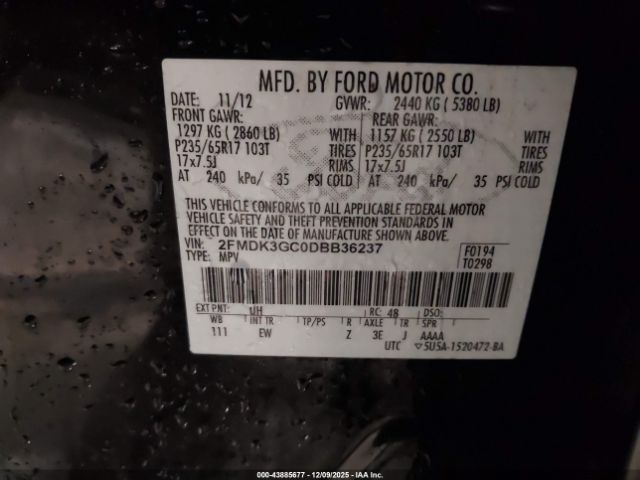 MFD. BY FORD MOTOR CO.
DATE: 11/12 GVWR: 2440 KG ( 5380 LB)
FRONT GAWR: REAR GAWR:
1297 KG ( 2860 LB) WITH 1157 KG ( 2550 LB) WITH
P235/65R17 103T TIRES P235/65R17 103T TIRES
17x7.5J RIMS 17x7.5J RIMS
AT 240 kPa/ 35 PSI COLD AT 240 kPa/ 35 PSI COLD
THIS VEHICLE CONFORMS TO ALL APPLICABLE FEDERAL MOTOR
VEHICLE SAFETY AND THEFT PREVENTION STANDARDS IN
EFFECT ON THE DATE OF MANUFACTURE SHOWN ABOVE.
VIN: 2FMDK3GC0DBB36237 F0194
TYPE: MPV T0298
EXT PNT: UH RC: 48 DSO:
WB INT TR TP/PS R AXLE TR SPR
111 EW Z 3E J AAAA
UTC ▽5U5A-1520472-BA
000-43885677 - 12/09/2025 - IAAI.com